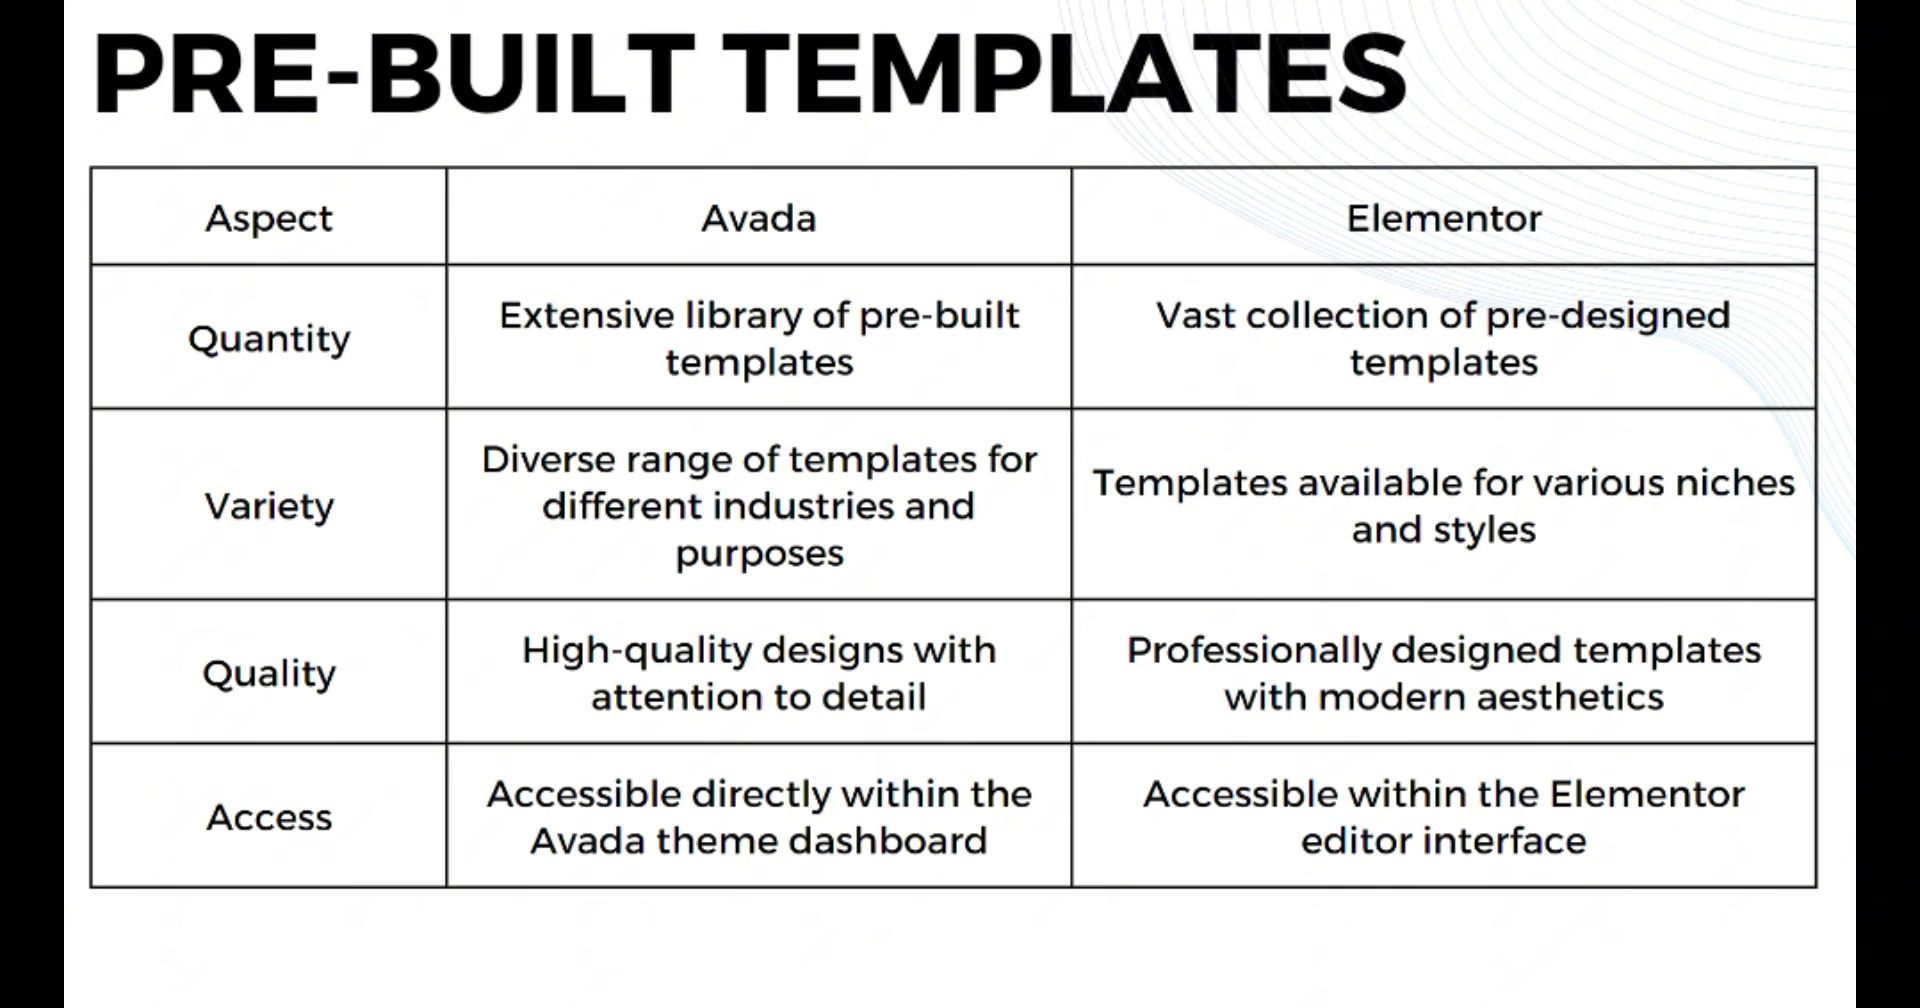 PRE-BUILT TEMPLATES
Aspect
Avada
Elementor
Quantity
Extensive library of pre-built
templates
Vast collection of pre-designed
templates
Variety
Diverse range of templates for
different industries and
purposes
Templates available for various niches
and styles
Quality
High-quality designs with
attention to detail
Professionally designed templates
with modern aesthetics
Access
Accessible directly within the
Avada theme dashboard
Accessible within the Elementor
editor interface